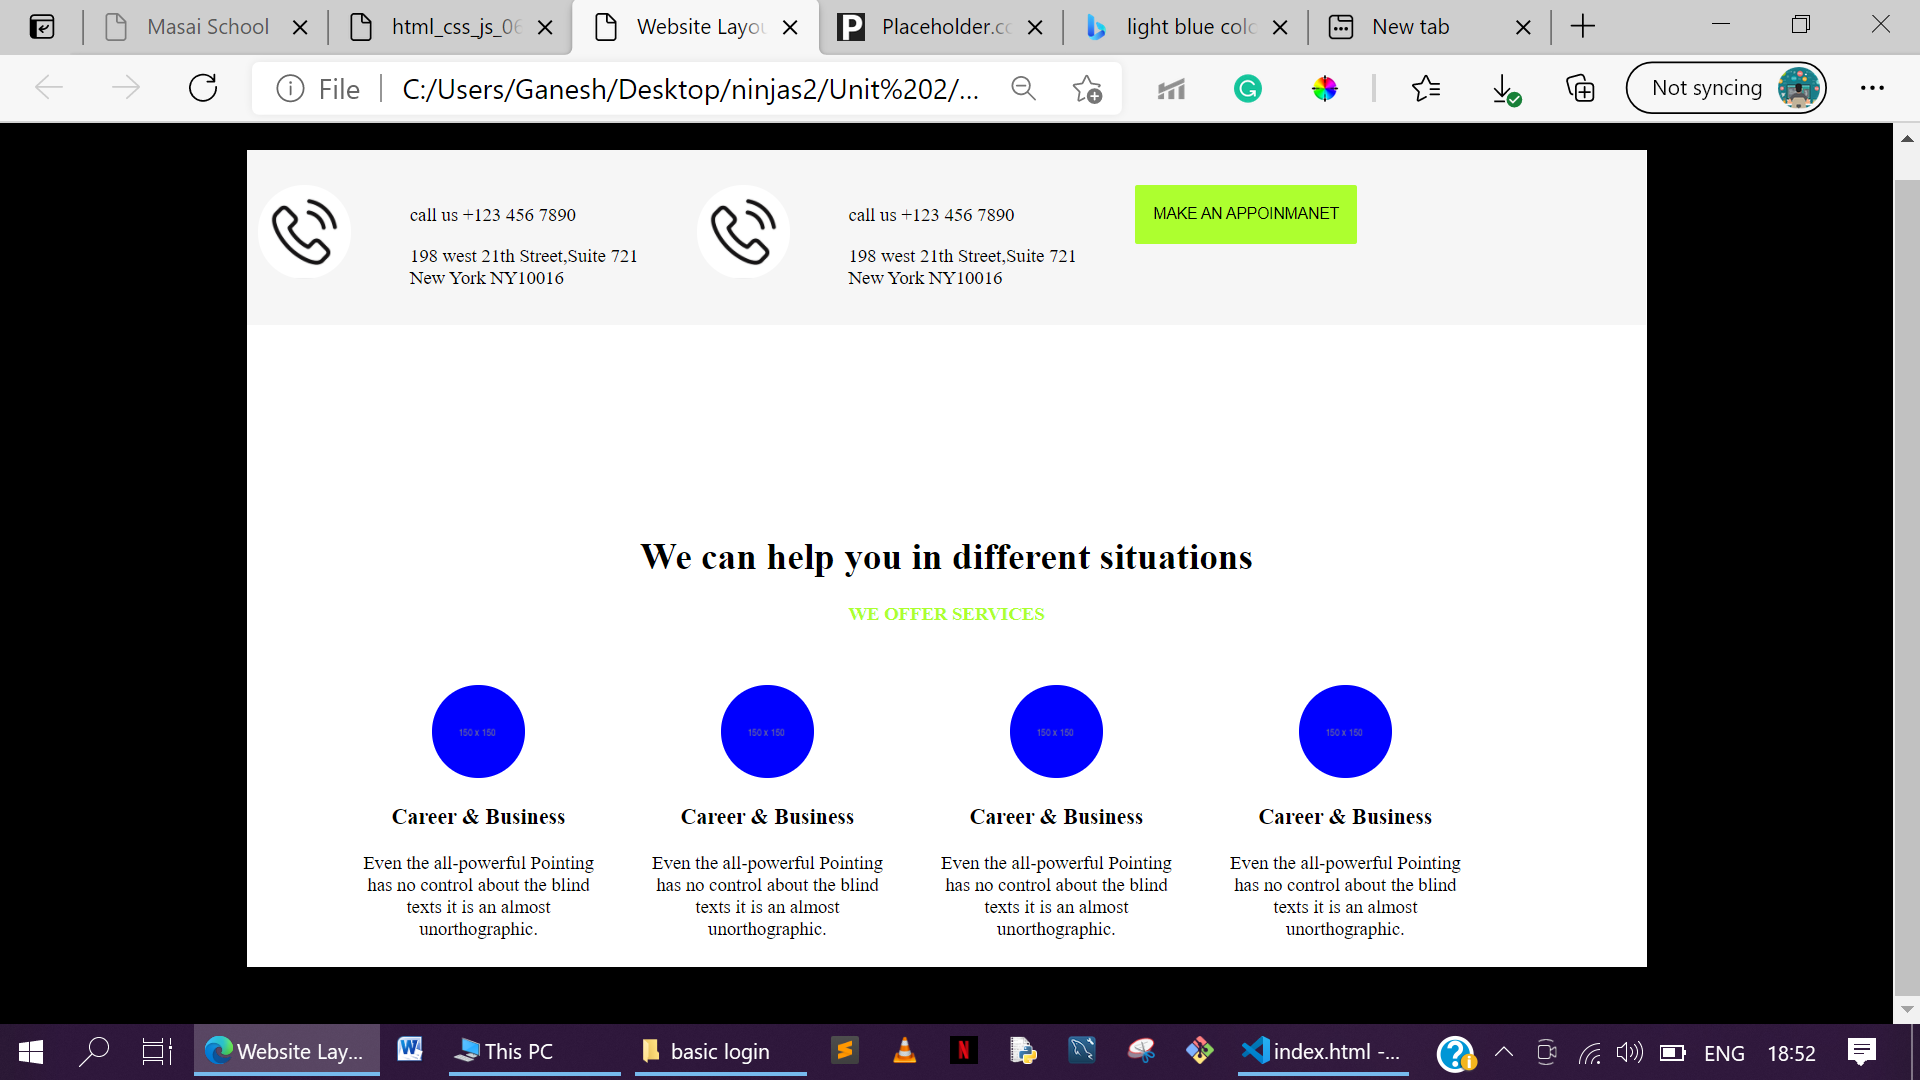 Masai School
html_css_js_06
Website Layou
Placeholder.co
light blue colo
New tab
File
C:/Users/Ganesh/Desktop/ninjas2/Unit%202/...
Not syncing
call us +123 456 7890
198 west 21th Street,Suite 721
New York NY10016
call us +123 456 7890
198 west 21th Street,Suite 721
New York NY10016
MAKE AN APPOINMANET
We can help you in different situations
WE OFFER SERVICES
150 x 150
150 x 150
150 x 150
150 x 150
Career & Business
Career & Business
Career & Business
Career & Business
Even the all-powerful Pointing
has no control about the blind
texts it is an almost
unorthographic.
Even the all-powerful Pointing
has no control about the blind
texts it is an almost
unorthographic.
Even the all-powerful Pointing
has no control about the blind
texts it is an almost
unorthographic.
Even the all-powerful Pointing
has no control about the blind
texts it is an almost
unorthographic.
Website Lay...
This PC
basic login
index.html -...
ENG
18:52